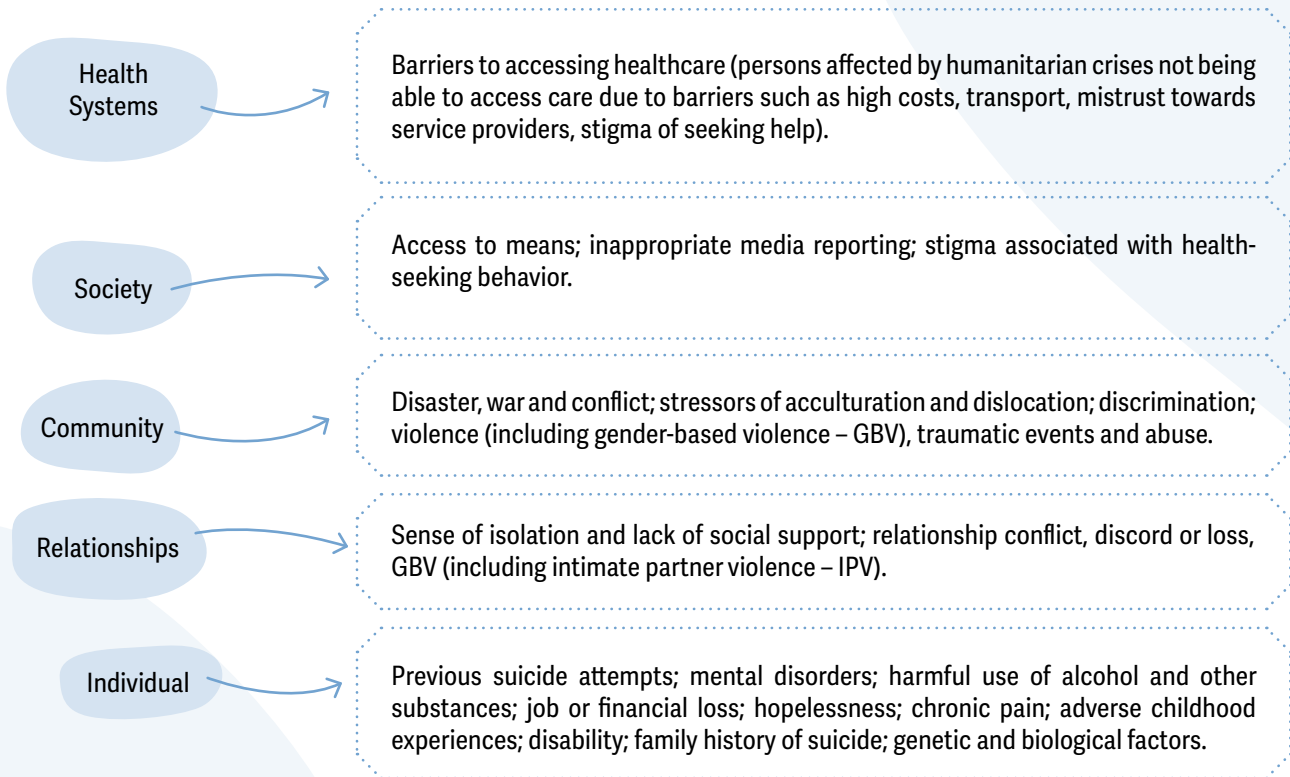 Health
Systems
Barriers to accessing healthcare (persons affected by humanitarian crises not being
able to access care due to barriers such as high costs, transport, mistrust towards
service providers, stigma of seeking help).
Society
Access to means; inappropriate media reporting; stigma associated with health-
seeking behavior.
Community
Disaster, war and conflict; stressors of acculturation and dislocation; discrimination;
violence (including gender-based violence – GBV), traumatic events and abuse.
Relationships
Sense of isolation and lack of social support; relationship conflict, discord or loss,
GBV (including intimate partner violence – IPV).
Individual
Previous suicide attempts; mental disorders; harmful use of alcohol and other
substances; job or financial loss; hopelessness; chronic pain; adverse childhood
experiences; disability; family history of suicide; genetic and biological factors.